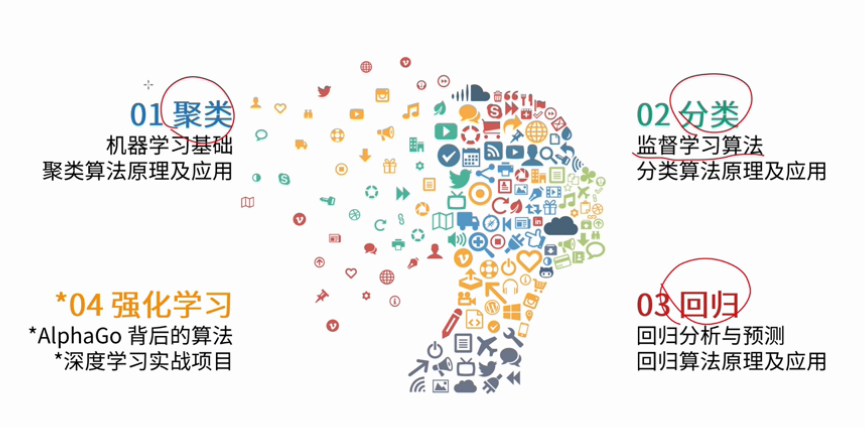 01 聚类
机器学习基础
聚类算法原理及应用
02 分类
监督学习算法
分类算法原理及应用
03 回归
回归分析与预测
回归算法原理及应用
*04 强化学习
*AlphaGo 背后的算法
*深度学习实战项目